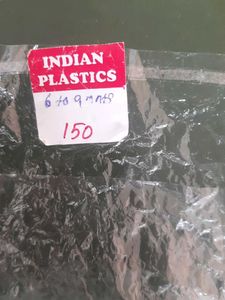 INDIAN
PLASTICS
6 to 9 mnts
150